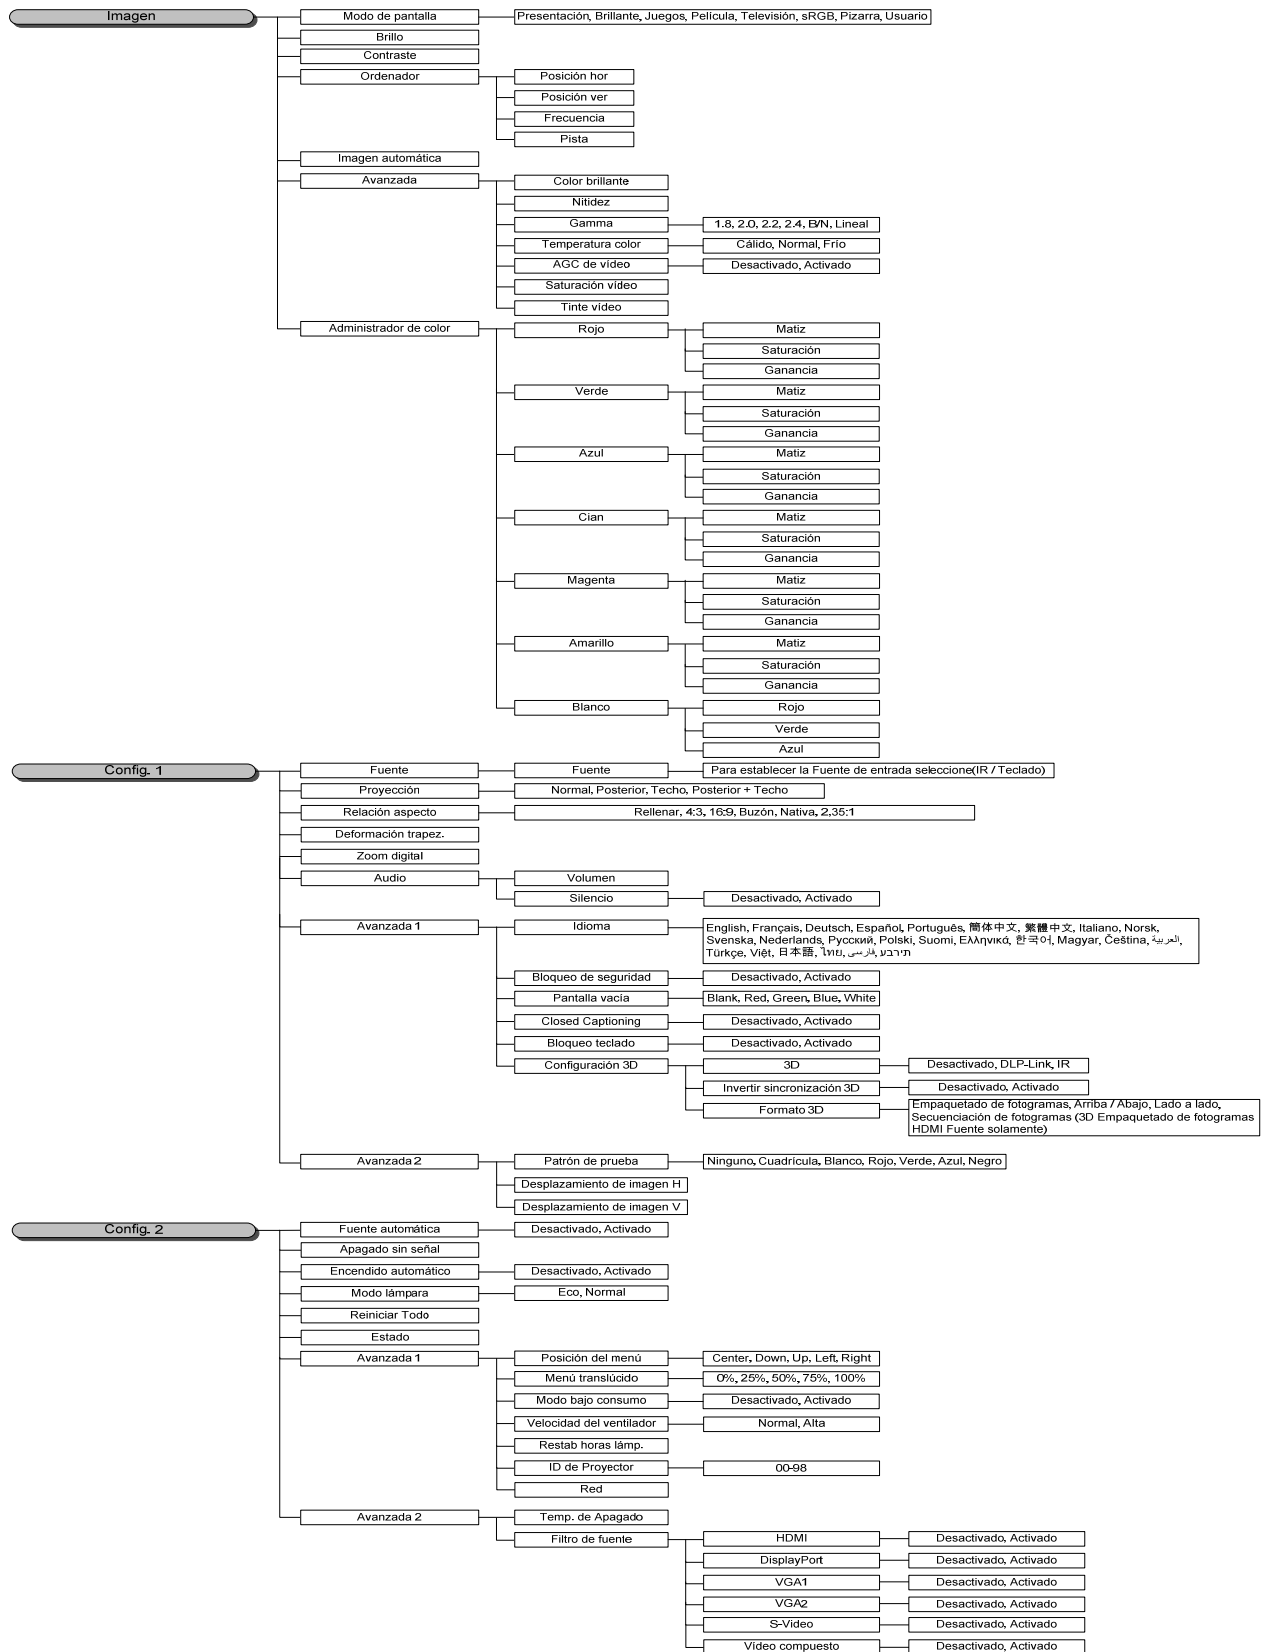 Imagen
Modo de pantalla
Presentación, Brillante, Juegos, Película, Televisión, sRGB, Pizarra, Usuario
Brillo
Contraste
Ordenador
Posición hor
Posición ver
Frecuencia
Pista
Imagen automática
Avanzada
Color brillante
Nitidez
Gamma
1.8, 2.0, 2.2, 2.4, B/N, Lineal
Temperatura color
Cálido, Normal, Frío
AGC de vídeo
Desactivado, Activado
Saturación vídeo
Tinte vídeo
Administrador de color
Rojo
Matiz
Saturación
Ganancia
Verde
Matiz
Saturación
Ganancia
Azul
Matiz
Saturación
Ganancia
Cian
Matiz
Saturación
Ganancia
Magenta
Matiz
Saturación
Ganancia
Amarillo
Matiz
Saturación
Ganancia
Blanco
Rojo
Verde
Azul
Config. 1
Fuente
Fuente
Para establecer la Fuente de entrada seleccione(IR / Teclado)
Proyección
Normal, Posterior, Techo, Posterior + Techo
Relación aspecto
Rellenar, 4:3, 16:9, Buzón, Nativa, 2,35:1
Deformación trapez.
Zoom digital
Audio
Volumen
Silencio
Desactivado, Activado
Avanzada 1
Idioma
English, Français, Deutsch, Español, Português, 簡体中文, 繁體中文, Italiano, Norsk,
Svenska, Nederlands, Русский, Polski, Suomi, Ελληνικά, 한국어, Magyar, Čeština, العربية,
Türkçe, Việt, 日本語, ไทย, فارسی, תירבע
Bloqueo de seguridad
Desactivado, Activado
Pantalla vacía
Blank, Red, Green, Blue, White
Closed Captioning
Desactivado, Activado
Bloqueo teclado
Desactivado, Activado
Configuración 3D
3D
Desactivado, DLP-Link, IR
Invertir sincronización 3D
Desactivado, Activado
Formato 3D
Empaquetado de fotogramas, Arriba / Abajo, Lado a lado,
Secuenciación de fotogramas (3D Empaquetado de fotogramas
HDMI Fuente solamente)
Avanzada 2
Patrón de prueba
Ninguno, Cuadrícula, Blanco, Rojo, Verde, Azul, Negro
Desplazamiento de imagen H
Desplazamiento de imagen V
Config. 2
Fuente automática
Desactivado, Activado
Apagado sin señal
Encendido automático
Desactivado, Activado
Modo lámpara
Eco, Normal
Reiniciar Todo
Estado
Avanzada 1
Posición del menú
Center, Down, Up, Left, Right
Menú translúcido
0%, 25%, 50%, 75%, 100%
Modo bajo consumo
Desactivado, Activado
Velocidad del ventilador
Normal, Alta
Restab horas lámp.
ID de Proyector
00-98
Red
Avanzada 2
Temp. de Apagado
Filtro de fuente
HDMI
Desactivado, Activado
DisplayPort
Desactivado, Activado
VGA1
Desactivado, Activado
VGA2
Desactivado, Activado
S-Video
Desactivado, Activado
Vídeo compuesto
Desactivado, Activado